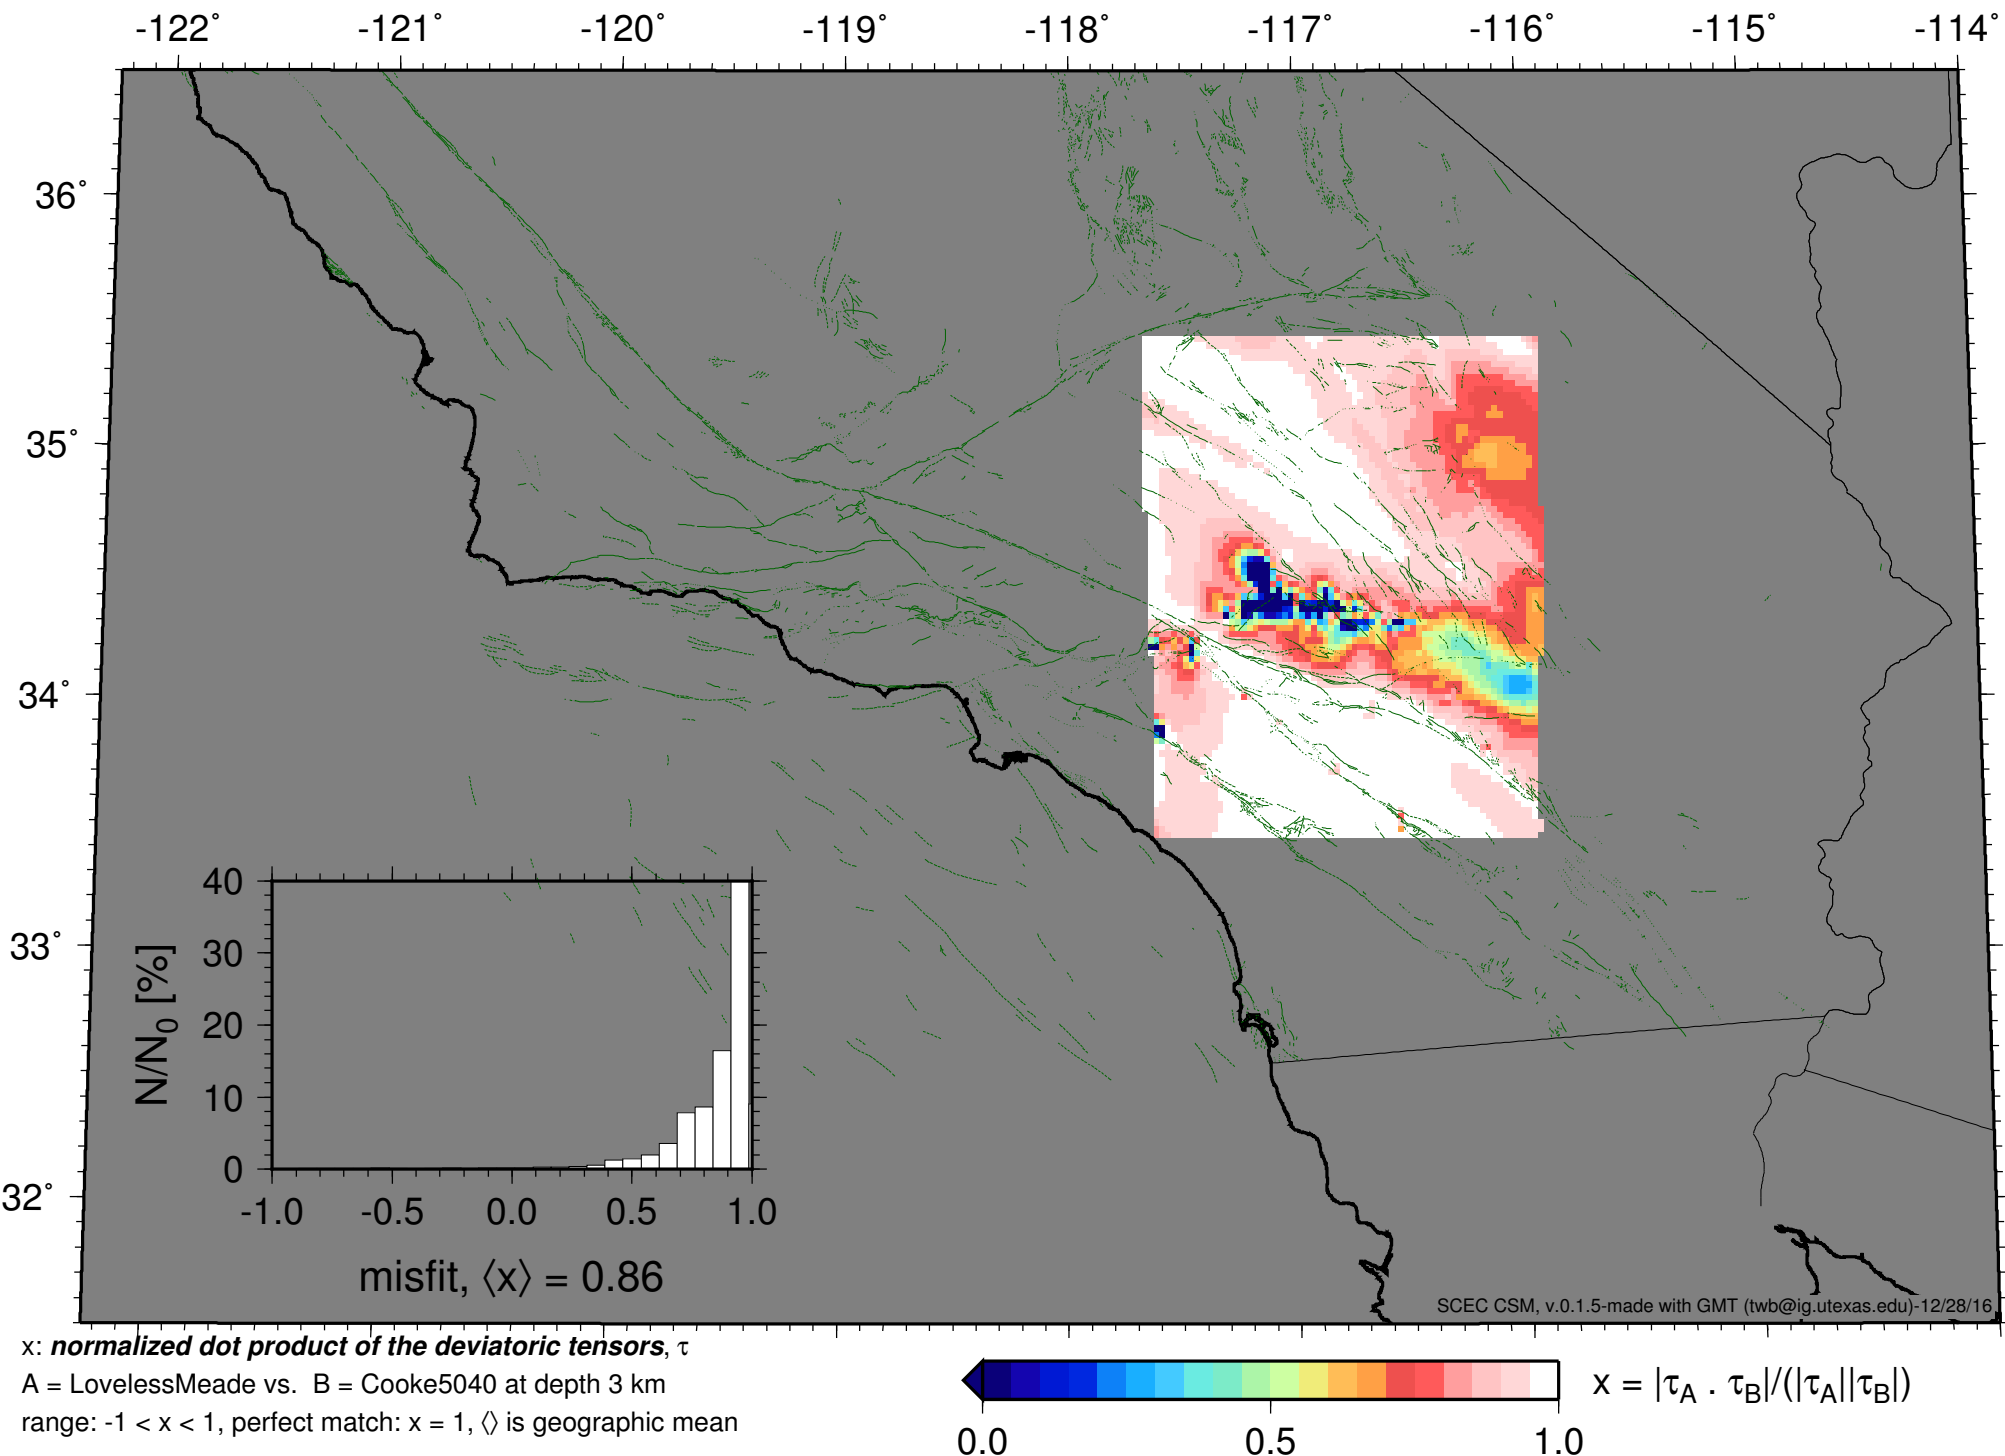 -122˚ -121˚ -120˚ -119˚ -118˚ -117˚ -116˚ -115˚ -114˚
36˚
35˚
34˚
33˚
32˚
40
30
20
10
0
N/N0 [%]
-1.0 -0.5 0.0 0.5 1.0
misfit, ⟨x⟩ = 0.86
SCEC CSM, v.0.1.5-made with GMT (twb@ig.utexas.edu)-12/28/16
x: normalized dot product of the deviatoric tensors, τ
A = LovelessMeade vs. B = Cooke5040 at depth 3 km
range: -1 < x < 1, perfect match: x = 1, ⟨⟩ is geographic mean
x = |τA . τB|/(|τA||τB|)
0.0 0.5 1.0